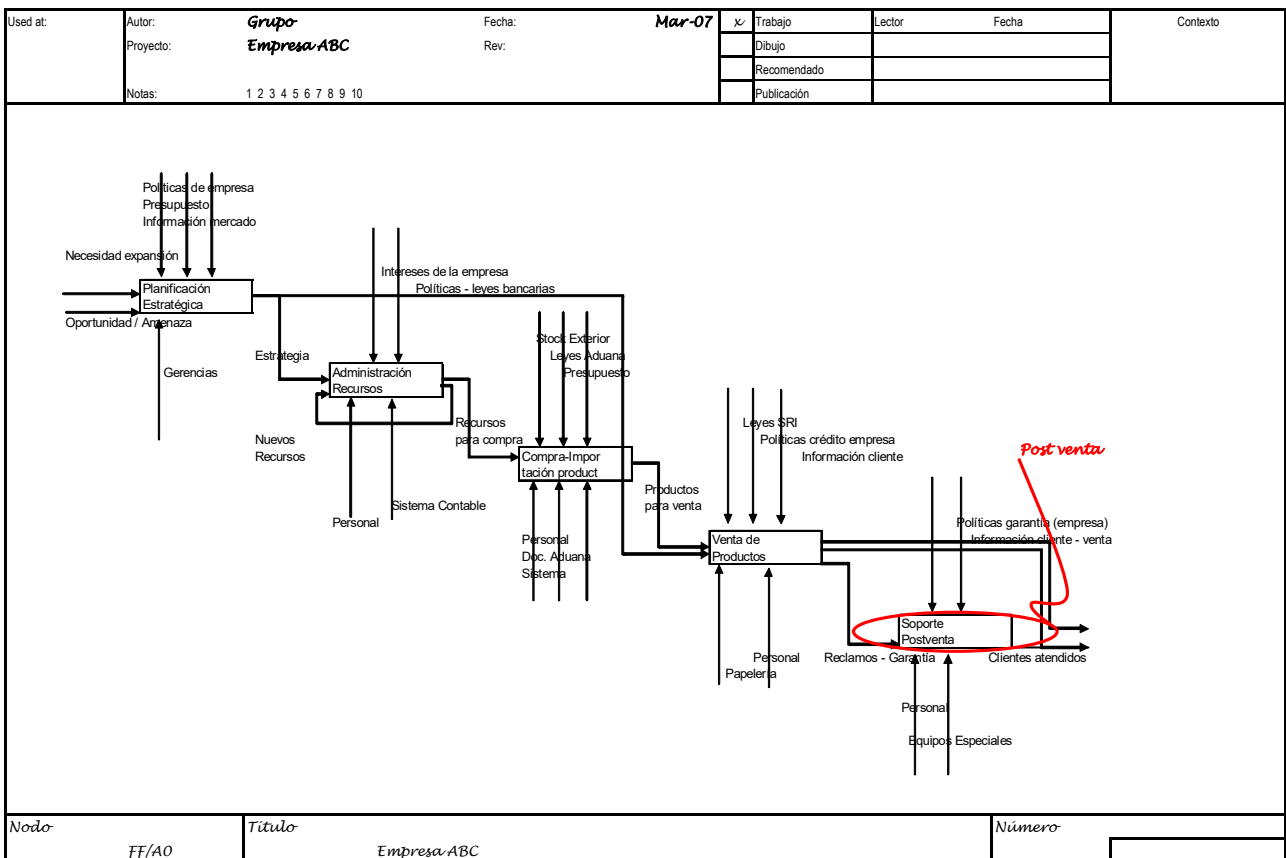 Used at:
Autor:
Grupo
Fecha:
Mar-07
x
Trabajo
Lector
Fecha
Contexto
Proyecto:
Empresa ABC
Rev:
Dibujo
Recomendado
Notas:
1 2 3 4 5 6 7 8 9 10
Publicación
Políticas de empresa
Presupuesto
Información mercado
Necesidad expansión
Planificación
Estratégica
Oportunidad / Amenaza
Gerencias
Intereses de la empresa
Políticas - leyes bancarias
Estrategia
Administración
Recursos
Nuevos
Recursos
Personal
Sistema Contable
Recursos
para compra
Stock Exterior
Leyes Aduana
Presupuesto
Compra-Impor
tación product
Personal
Doc. Aduana
Sistema
Productos
para venta
Leyes SRI
Políticas crédito empresa
Información cliente
Venta de
Productos
Personal
Papelería
Post venta
Políticas garantía (empresa)
Información cliente - venta
Soporte
Postventa
Reclamos - Garantía
Clientes atendidos
Personal
Equipos Especiales
Nodo
FF/A0
Título
Empresa ABC
Número